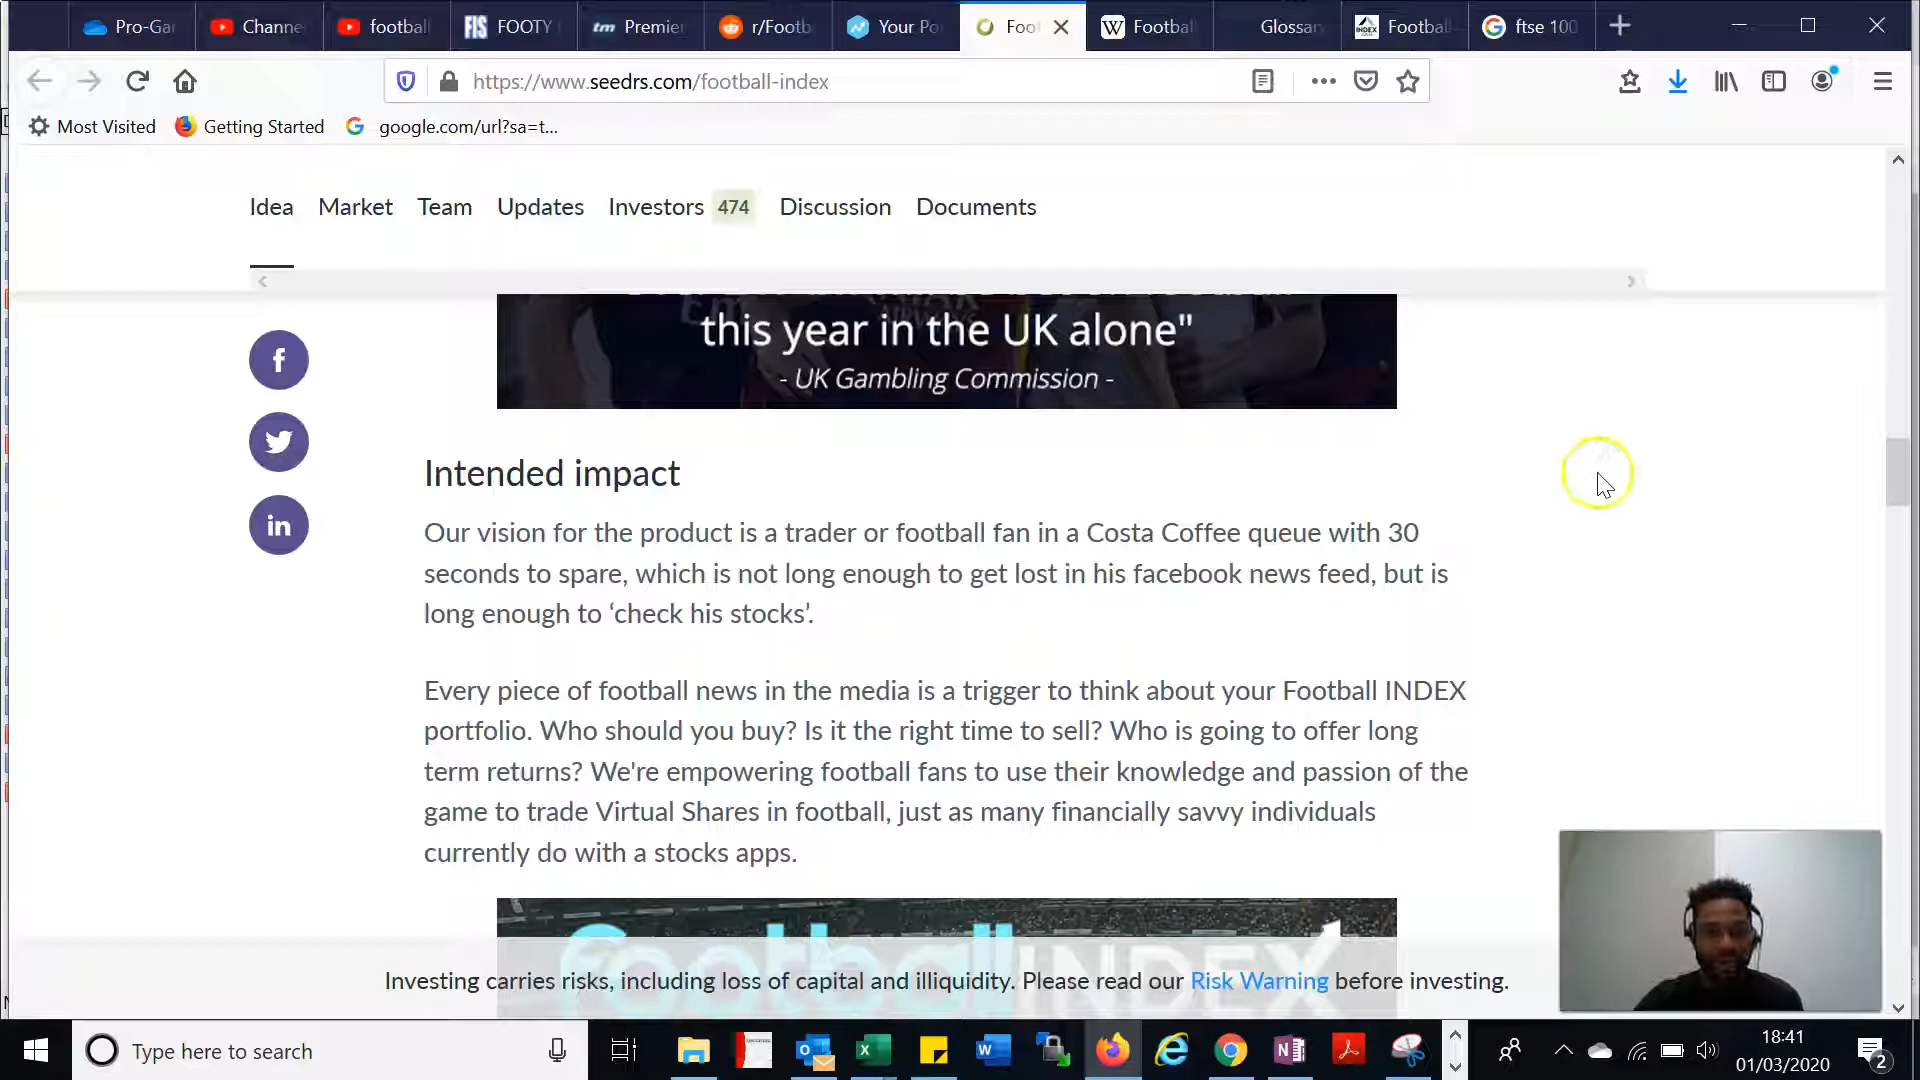 Pro-Ga
Channe
football
FIS FOOTY
tm Premier
r/Footb
Your Po
Foo
W Football
Glossary
INDEX Football
ftse 100
https://www.seedrs.com/football-index
Most Visited
Getting Started
google.com/url?sa=t...
Idea Market Team Updates Investors 474 Discussion Documents
this year in the UK alone"
- UK Gambling Commission -
Intended impact
Our vision for the product is a trader or football fan in a Costa Coffee queue with 30
seconds to spare, which is not long enough to get lost in his facebook news feed, but is
long enough to ‘check his stocks’.
Every piece of football news in the media is a trigger to think about your Football INDEX
portfolio. Who should you buy? Is it the right time to sell? Who is going to offer long
term returns? We're empowering football fans to use their knowledge and passion of the
game to trade Virtual Shares in football, just as many financially savvy individuals
currently do with a stocks apps.
football INDEX
Investing carries risks, including loss of capital and illiquidity. Please read our Risk Warning before investing.
Type here to search
18:41
01/03/2020
2